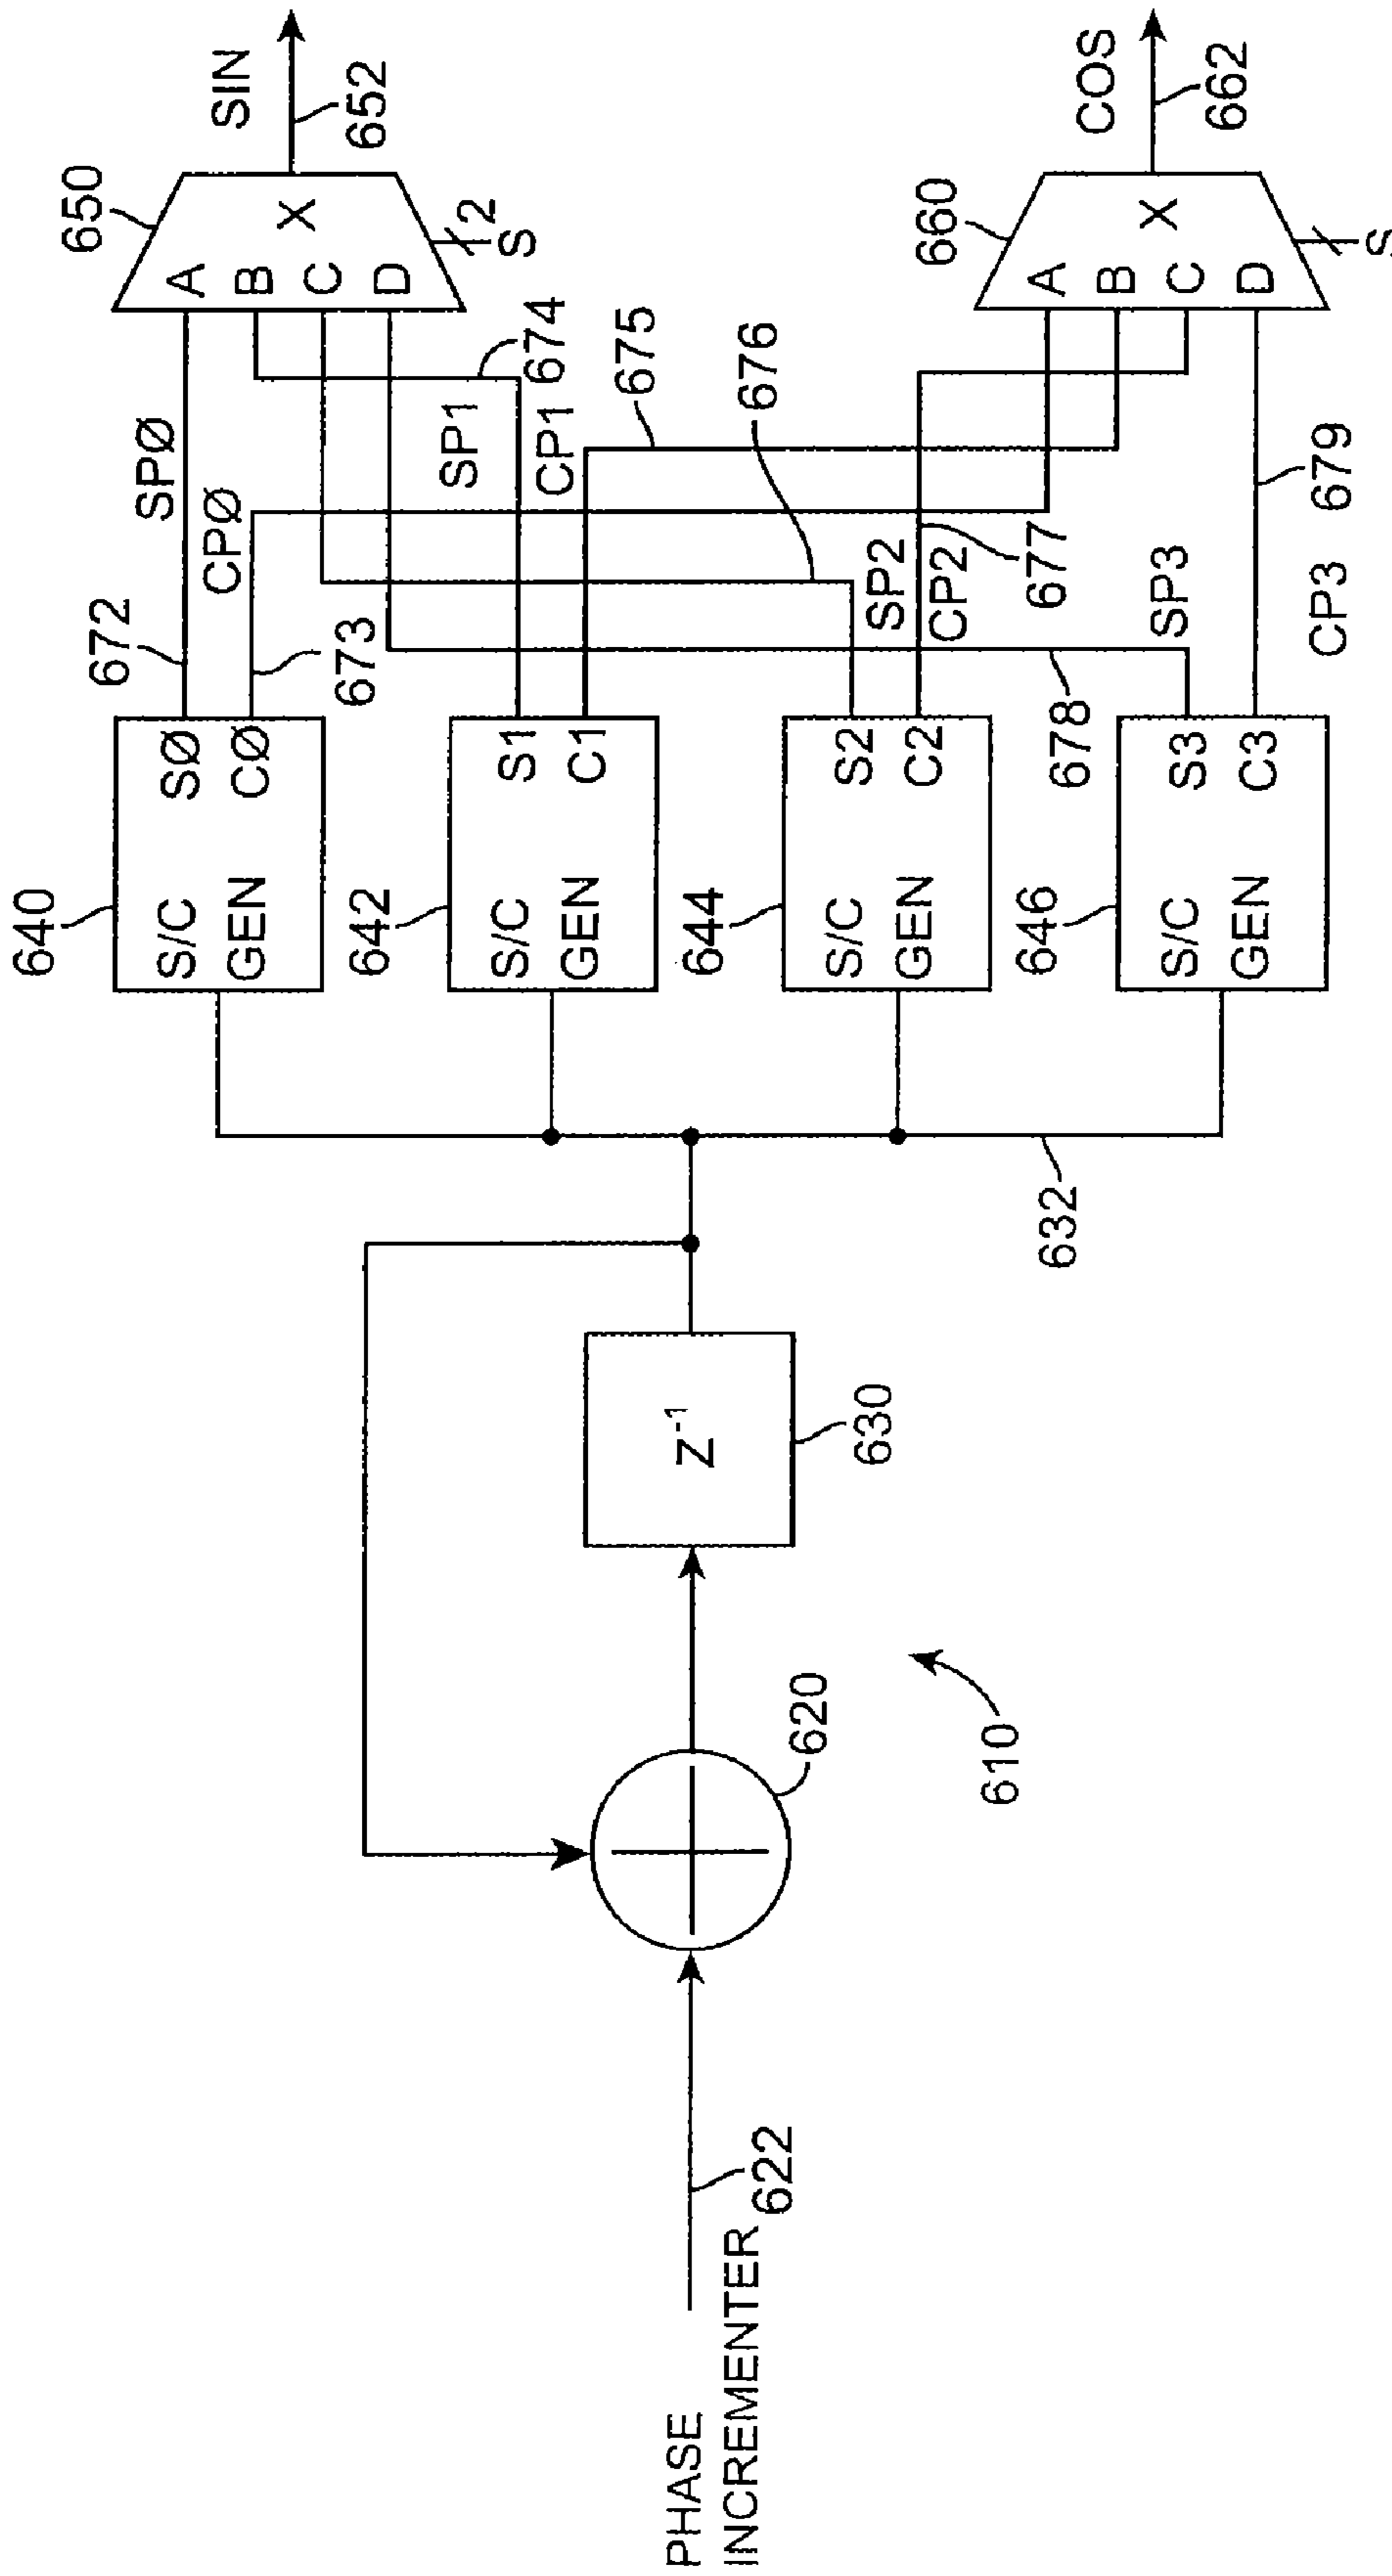 PHASE
INCREMENTER
622
620
610
Z⁻¹
630
632
640
S/C
GEN
SØ
CØ
642
S/C
GEN
S1
C1
644
S/C
GEN
S2
C2
646
S/C
GEN
S3
C3
672
SPØ
CPØ
673
SP1
674
CP1
675
676
SP2
CP2
677
678
SP3
679
CP3
650
A
B
C
D
X
2
S
SIN
652
660
A
B
C
D
X
S
COS
662